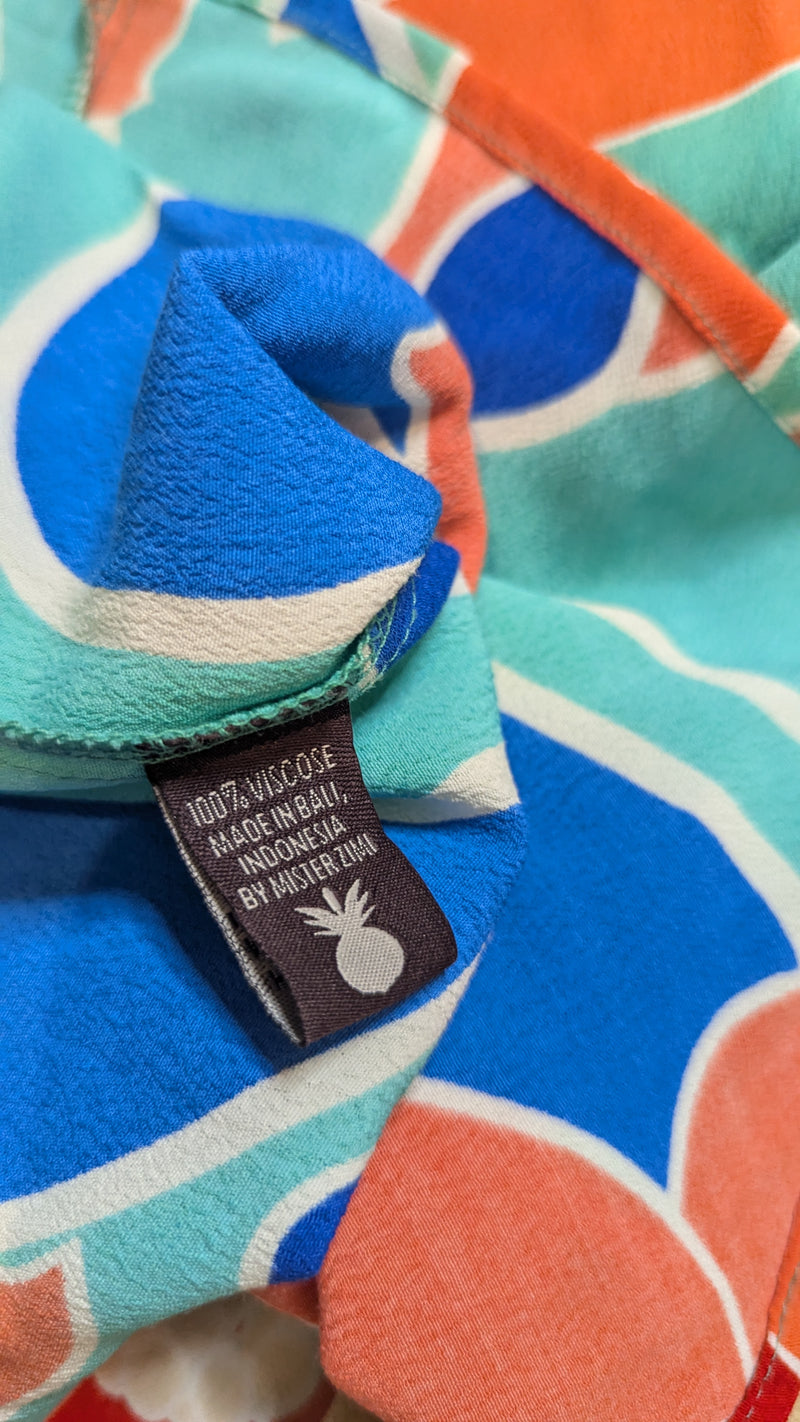 100% VISCOSE
MADE IN BALI,
INDONESIA
BY MISTER ZIMI